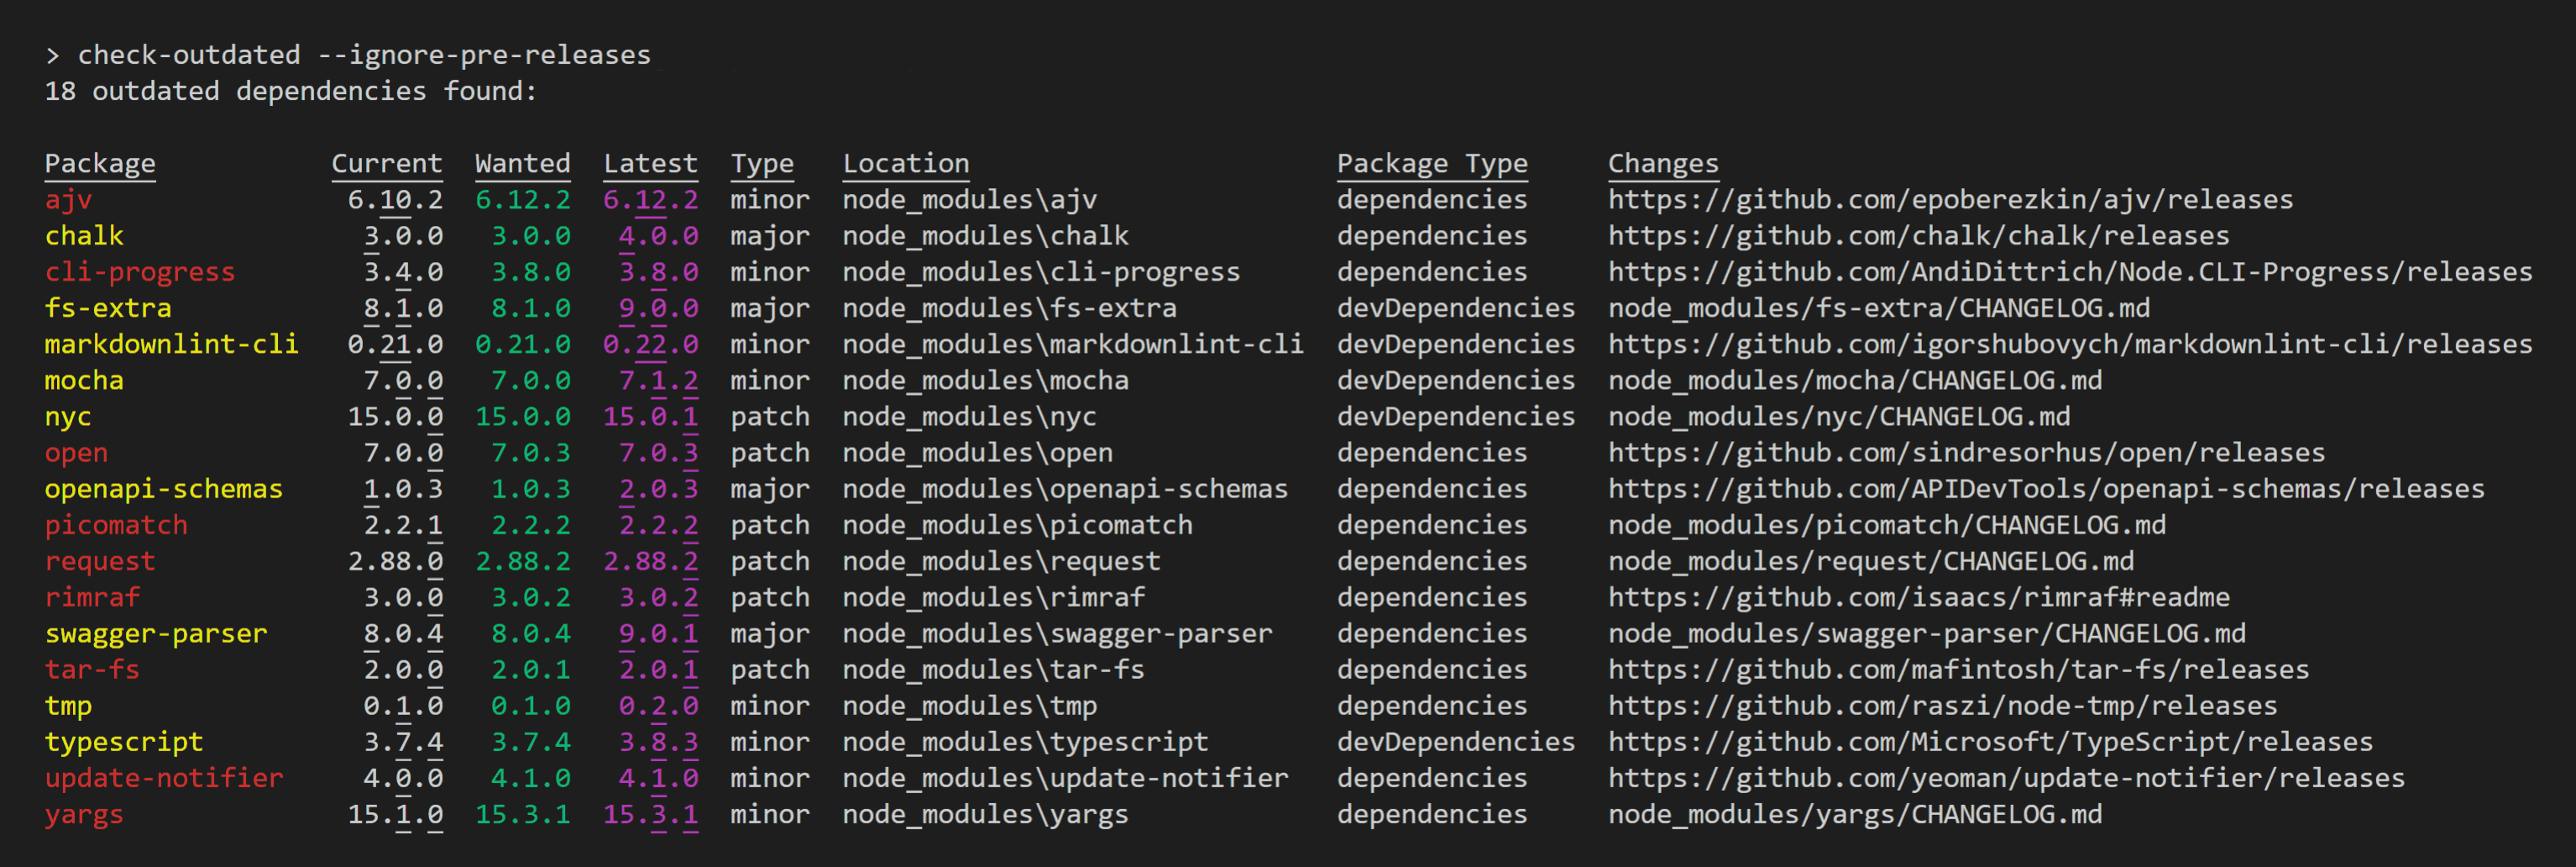 > check-outdated --ignore-pre-releases
18 outdated dependencies found:
Package Current Wanted Latest Type Location Package Type Changes
ajv 6.10.2 6.12.2 6.12.2 minor node_modules\ajv dependencies https://github.com/epoberezkin/ajv/releases
chalk 3.0.0 3.0.0 4.0.0 major node_modules\chalk dependencies https://github.com/chalk/chalk/releases
cli-progress 3.4.0 3.8.0 3.8.0 minor node_modules\cli-progress dependencies https://github.com/AndiDittrich/Node.CLI-Progress/releases
fs-extra 8.1.0 8.1.0 9.0.0 major node_modules\fs-extra devDependencies node_modules/fs-extra/CHANGELOG.md
markdownlint-cli 0.21.0 0.21.0 0.22.0 minor node_modules\markdownlint-cli devDependencies https://github.com/igorshubovych/markdownlint-cli/releases
mocha 7.0.0 7.0.0 7.1.2 minor node_modules\mocha devDependencies node_modules/mocha/CHANGELOG.md
nyc 15.0.0 15.0.0 15.0.1 patch node_modules\nyc devDependencies node_modules/nyc/CHANGELOG.md
open 7.0.0 7.0.3 7.0.3 patch node_modules\open dependencies https://github.com/sindresorhus/open/releases
openapi-schemas 1.0.3 1.0.3 2.0.3 major node_modules\openapi-schemas dependencies https://github.com/APIDevTools/openapi-schemas/releases
picomatch 2.2.1 2.2.2 2.2.2 patch node_modules\picomatch dependencies node_modules/picomatch/CHANGELOG.md
request 2.88.0 2.88.2 2.88.2 patch node_modules\request dependencies node_modules/request/CHANGELOG.md
rimraf 3.0.0 3.0.2 3.0.2 patch node_modules\rimraf dependencies https://github.com/isaacs/rimraf#readme
swagger-parser 8.0.4 8.0.4 9.0.1 major node_modules\swagger-parser dependencies node_modules/swagger-parser/CHANGELOG.md
tar-fs 2.0.0 2.0.1 2.0.1 patch node_modules\tar-fs dependencies https://github.com/mafintosh/tar-fs/releases
tmp 0.1.0 0.1.0 0.2.0 minor node_modules\tmp dependencies https://github.com/raszi/node-tmp/releases
typescript 3.7.4 3.7.4 3.8.3 minor node_modules\typescript devDependencies https://github.com/Microsoft/TypeScript/releases
update-notifier 4.0.0 4.1.0 4.1.0 minor node_modules\update-notifier dependencies https://github.com/yeoman/update-notifier/releases
yargs 15.1.0 15.3.1 15.3.1 minor node_modules\yargs dependencies node_modules/yargs/CHANGELOG.md